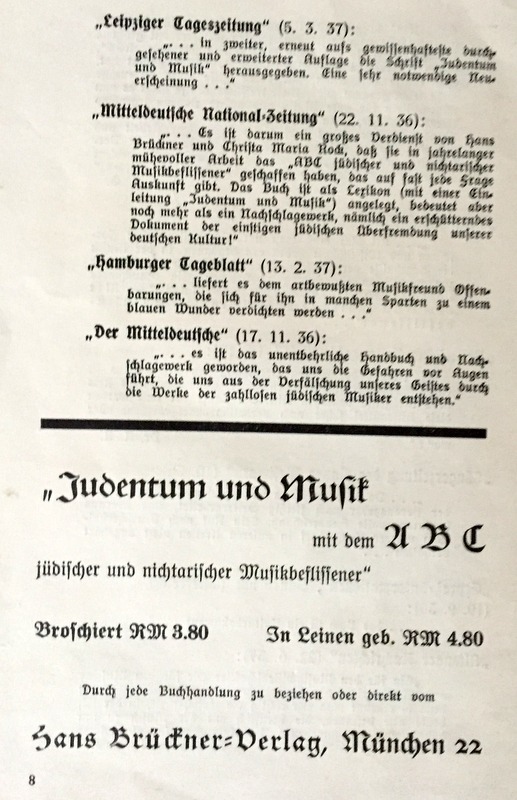 „Leipziger Tageszeitung“ (5. 3. 37):
„. . . In zweiter, erneut aufs gewissenhafteste durch-
gesehener und erweiterter Auflage die Schrift „Judentum
und Musik“ herausgegeben. Eine sehr notwendige Neu-
erscheinung . . .“
„Mitteldeutsche National-Zeitung“ (22. 11. 36):
„. . . Es ist darum ein großes Verdienst von Hans
Brückner und Christa Maria Rock, daß sie in jahrelanger
mühevoller Arbeit das „ABC jüdischer und nichtarischer
Musikbeflissener“ geschaffen haben, das auf fast jede Frage
Auskunft gibt. Das Buch ist als Lexikon (mit einer Ein-
leitung „Judentum und Musik“) angelegt, bedeutet aber
noch mehr als ein Nachschlagewerk, nämlich ein erschütterndes
Dokument der einstigen jüdischen Überfremdung unserer
deutschen Kultur!“
„Hamburger Tageblatt“ (13. 2. 37):
„. . . liefert es dem artbewußten Musikfreund Offen-
barungen, die sich für ihn in manchen Sparten zu einem
blauen Wunder verdichten werden . . .“
„Der Mitteldeutsche“ (17. 11. 36):
„. . . es ist das unentbehrliche Handbuch und Nach-
schlagewerk geworden, das uns die Gefahren vor Augen
führt, die uns aus der Verfälschung unseres Geistes durch
die Werke der zahllosen jüdischen Musiker entstehen.“
„Judentum und Musik
mit dem A B C
jüdischer und nichtarischer Musikbeflissener“
Broschiert RM 3.80 In Leinen geb. RM 4.80
Durch jede Buchhandlung zu beziehen oder direkt vom
Hans Brückner-Verlag, München 22
8